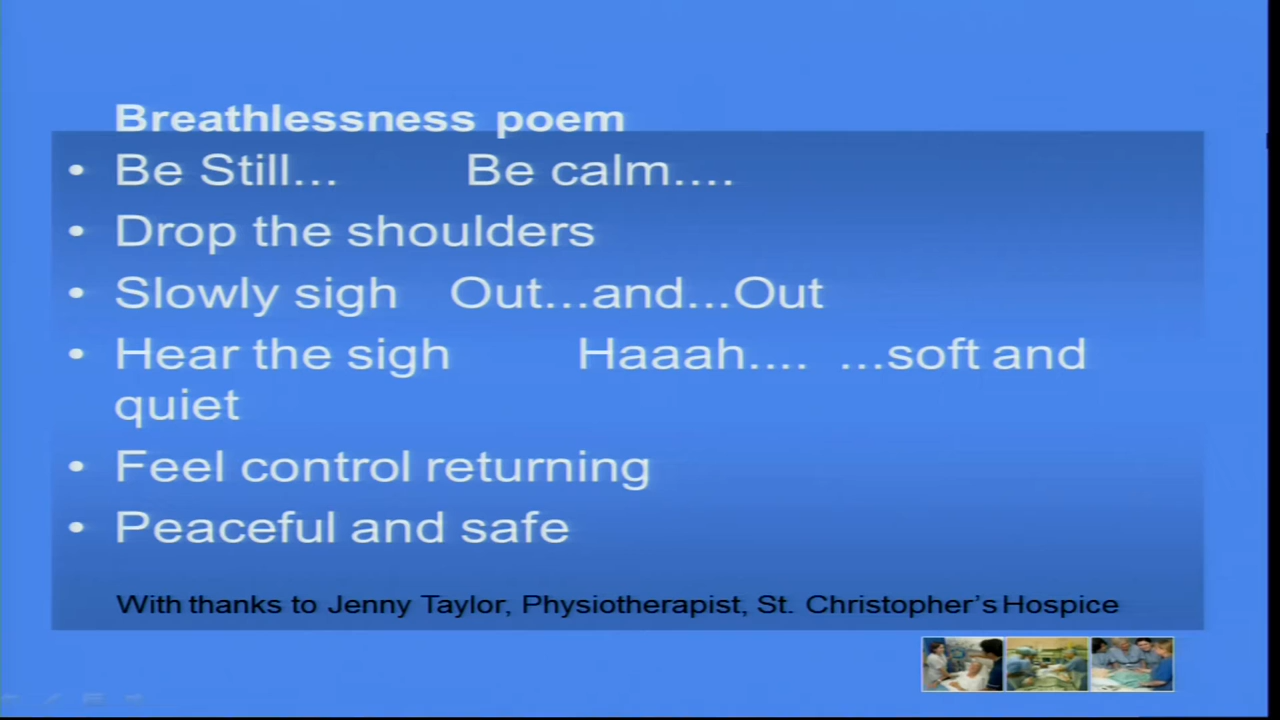 Breathlessness poem
• Be Still... Be calm....
• Drop the shoulders
• Slowly sigh Out...and...Out
• Hear the sigh Haaah.... ...soft and
quiet
• Feel control returning
• Peaceful and safe
With thanks to Jenny Taylor, Physiotherapist, St. Christopher's Hospice